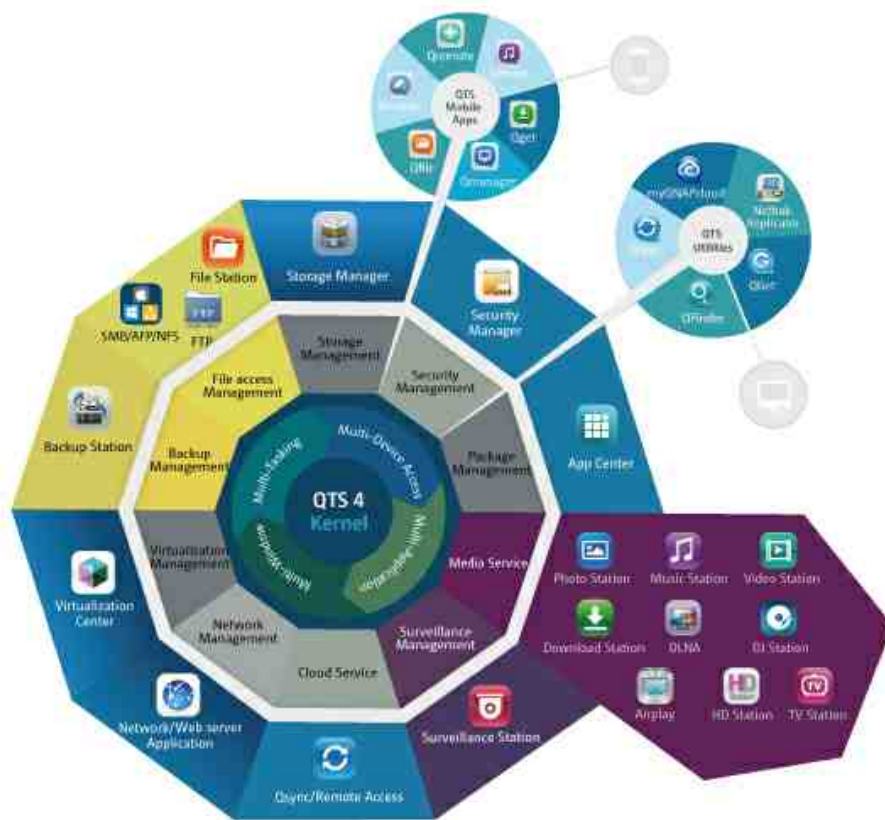 Qremote
QTS
Mobile
Apps
Qget
Qfile
Qmanager
myQNAPcloud
NetBak
Replicator
QTS
Utilities
QGet
Qfinder
File Station
Storage Manager
SMB/AFP/NFS
FTP
FTP
Security
Manager
Storage
Management
Security
Management
File access
Management
Backup Station
Backup
Management
Multi-Tasking
Multi-Device Access
Package
Management
App Center
QTS 4
Kernel
Multi-Window
Multi-Application
Virtualization
Management
Media Service
Virtualization
Center
Network
Management
Surveillance
Management
Cloud Service
Network/Web server
Application
Surveillance Station
Qsync/Remote Access
Photo Station
Music Station
Video Station
Download Station
DLNA
DJ Station
Airplay
HD
HD Station
TV
TV Station